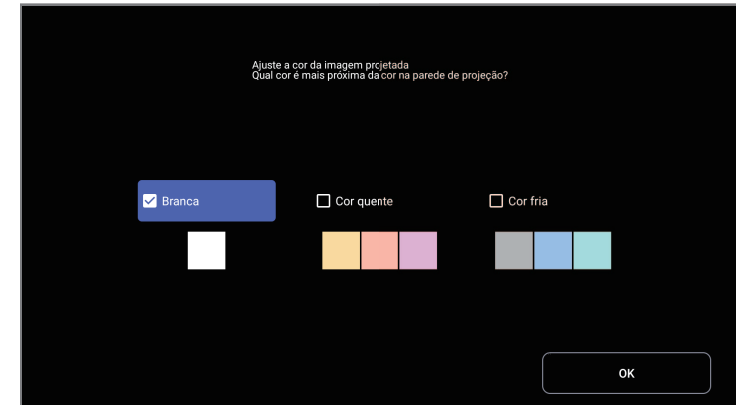 Ajuste a cor da imagem projetada
Qual cor é mais próxima da cor na parede de projeção?
Branca
Cor quente
Cor fria
OK